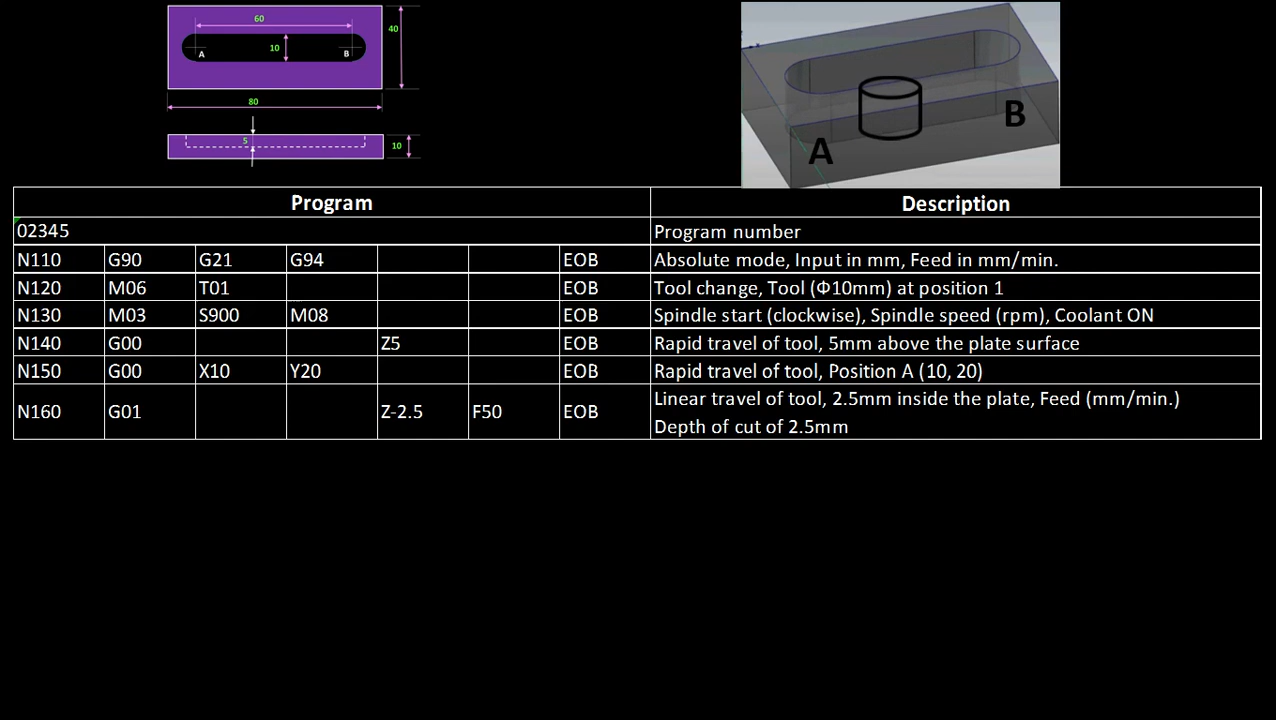 60
40
10
A
B
80
5
10
A
B
Program Description
02345 Program number
N110 G90 G21 G94 EOB Absolute mode, Input in mm, Feed in mm/min.
N120 M06 T01 EOB Tool change, Tool (Φ10mm) at position 1
N130 M03 S900 M08 EOB Spindle start (clockwise), Spindle speed (rpm), Coolant ON
N140 G00 Z5 EOB Rapid travel of tool, 5mm above the plate surface
N150 G00 X10 Y20 EOB Rapid travel of tool, Position A (10, 20)
N160 G01 Z-2.5 F50 EOB Linear travel of tool, 2.5mm inside the plate, Feed (mm/min.)
Depth of cut of 2.5mm